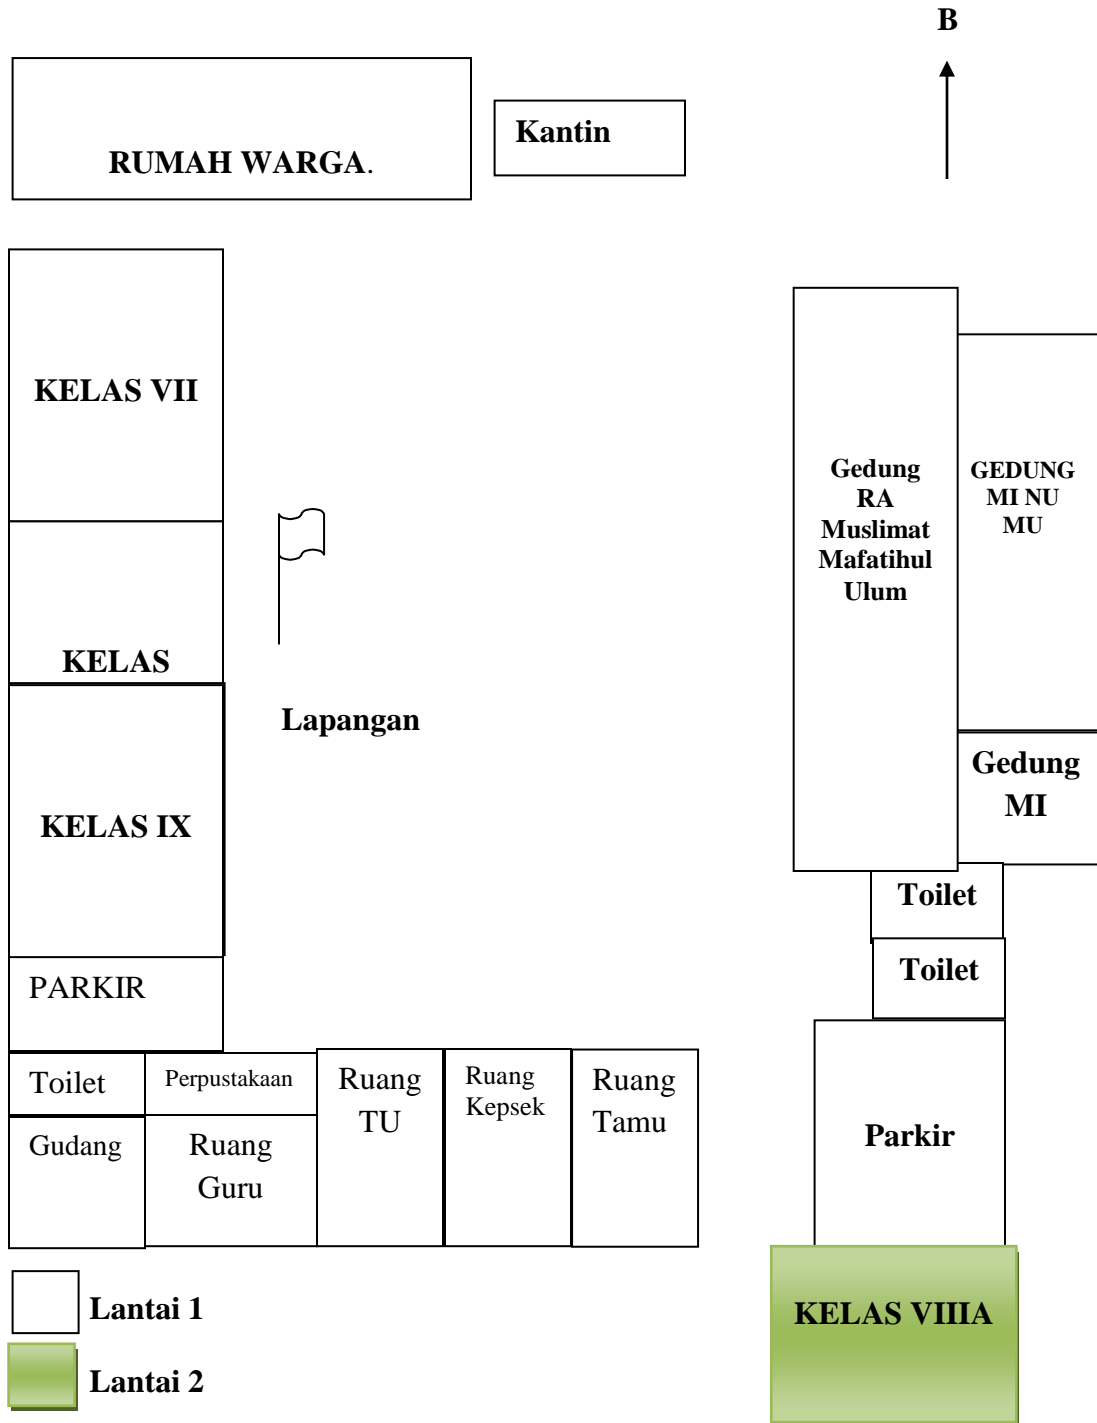 B
RUMAH WARGA.
Kantin
KELAS VII
KELAS
KELAS IX
PARKIR
Lapangan
Gedung
RA
Muslimat
Mafatihul
Ulum
GEDUNG
MI NU
MU
Gedung
MI
Toilet
Toilet
Parkir
KELAS VIIIA
Toilet
Perpustakaan
Gudang
Ruang
Guru
Ruang
TU
Ruang
Kepsek
Ruang
Tamu
Lantai 1
Lantai 2